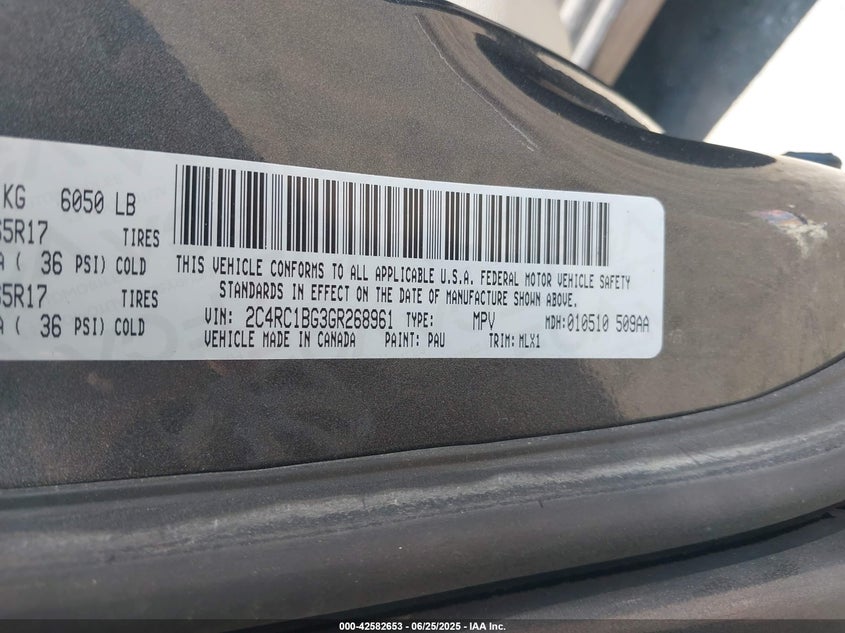 KG 6050 LB
5R17 TIRES
A ( 36 PSI) COLD
5R17 TIRES
A ( 36 PSI) COLD
THIS VEHICLE CONFORMS TO ALL APPLICABLE U.S.A. FEDERAL MOTOR VEHICLE SAFETY
STANDARDS IN EFFECT ON THE DATE OF MANUFACTURE SHOWN ABOVE.
VIN: 2C4RC1BG3GR268961 TYPE: MPV MDH:010510 509AA
VEHICLE MADE IN CANADA PAINT: PAU TRIM: MLX1
000-42582653 / 06/25/2025 - IAA Inc.